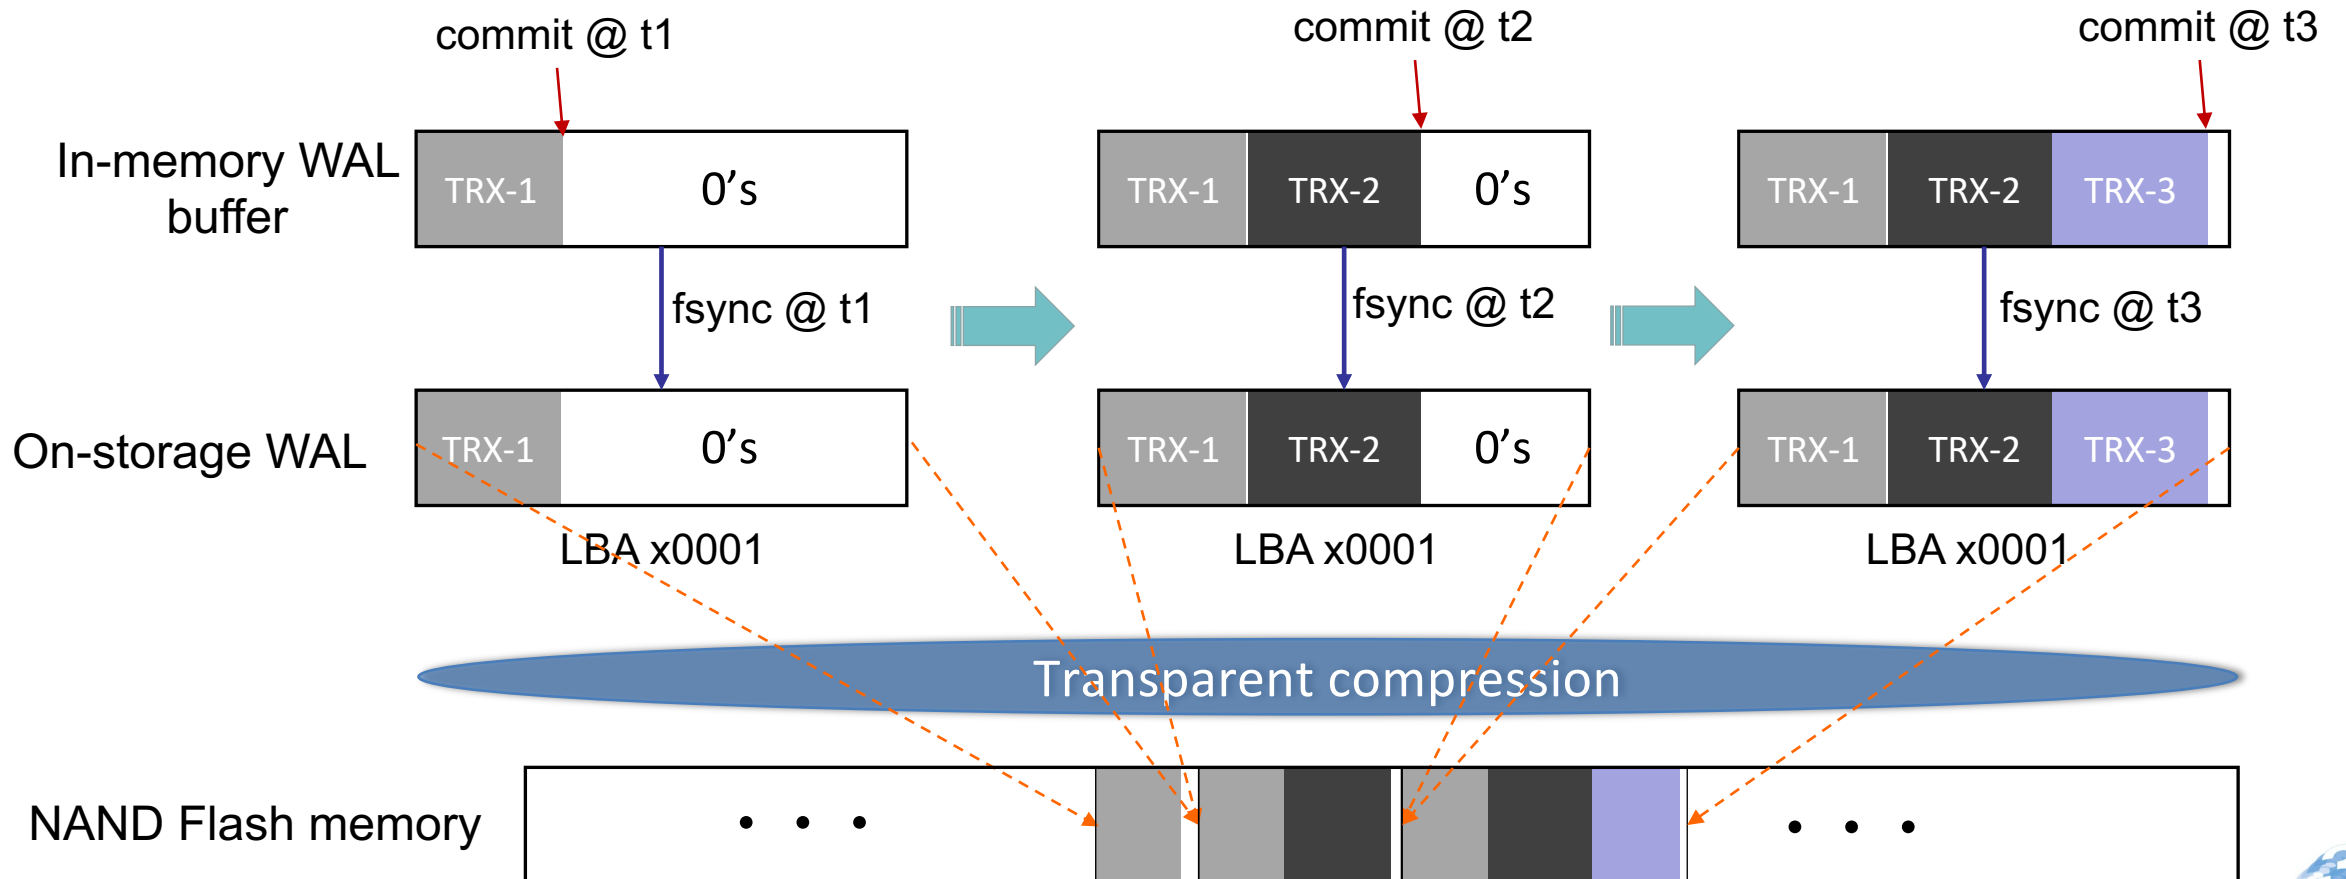 commit @ t1
commit @ t2
commit @ t3
In-memory WAL
buffer
TRX-1
0's
TRX-1
TRX-2
0's
TRX-1
TRX-2
TRX-3
fsync @ t1
fsync @ t2
fsync @ t3
On-storage WAL
TRX-1
0's
TRX-1
TRX-2
0's
TRX-1
TRX-2
TRX-3
LBA x0001
LBA x0001
LBA x0001
Transparent compression
NAND Flash memory
. . .
. . .